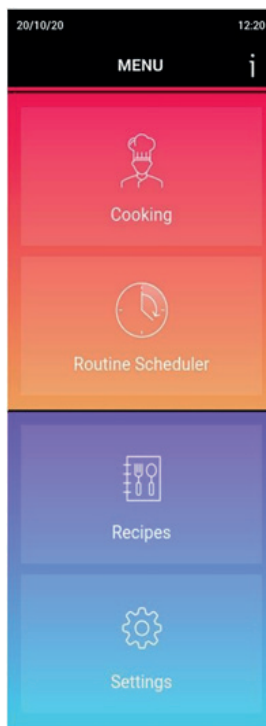 20/10/20 12:20
MENU i
Cooking
Routine Scheduler
Recipes
Settings